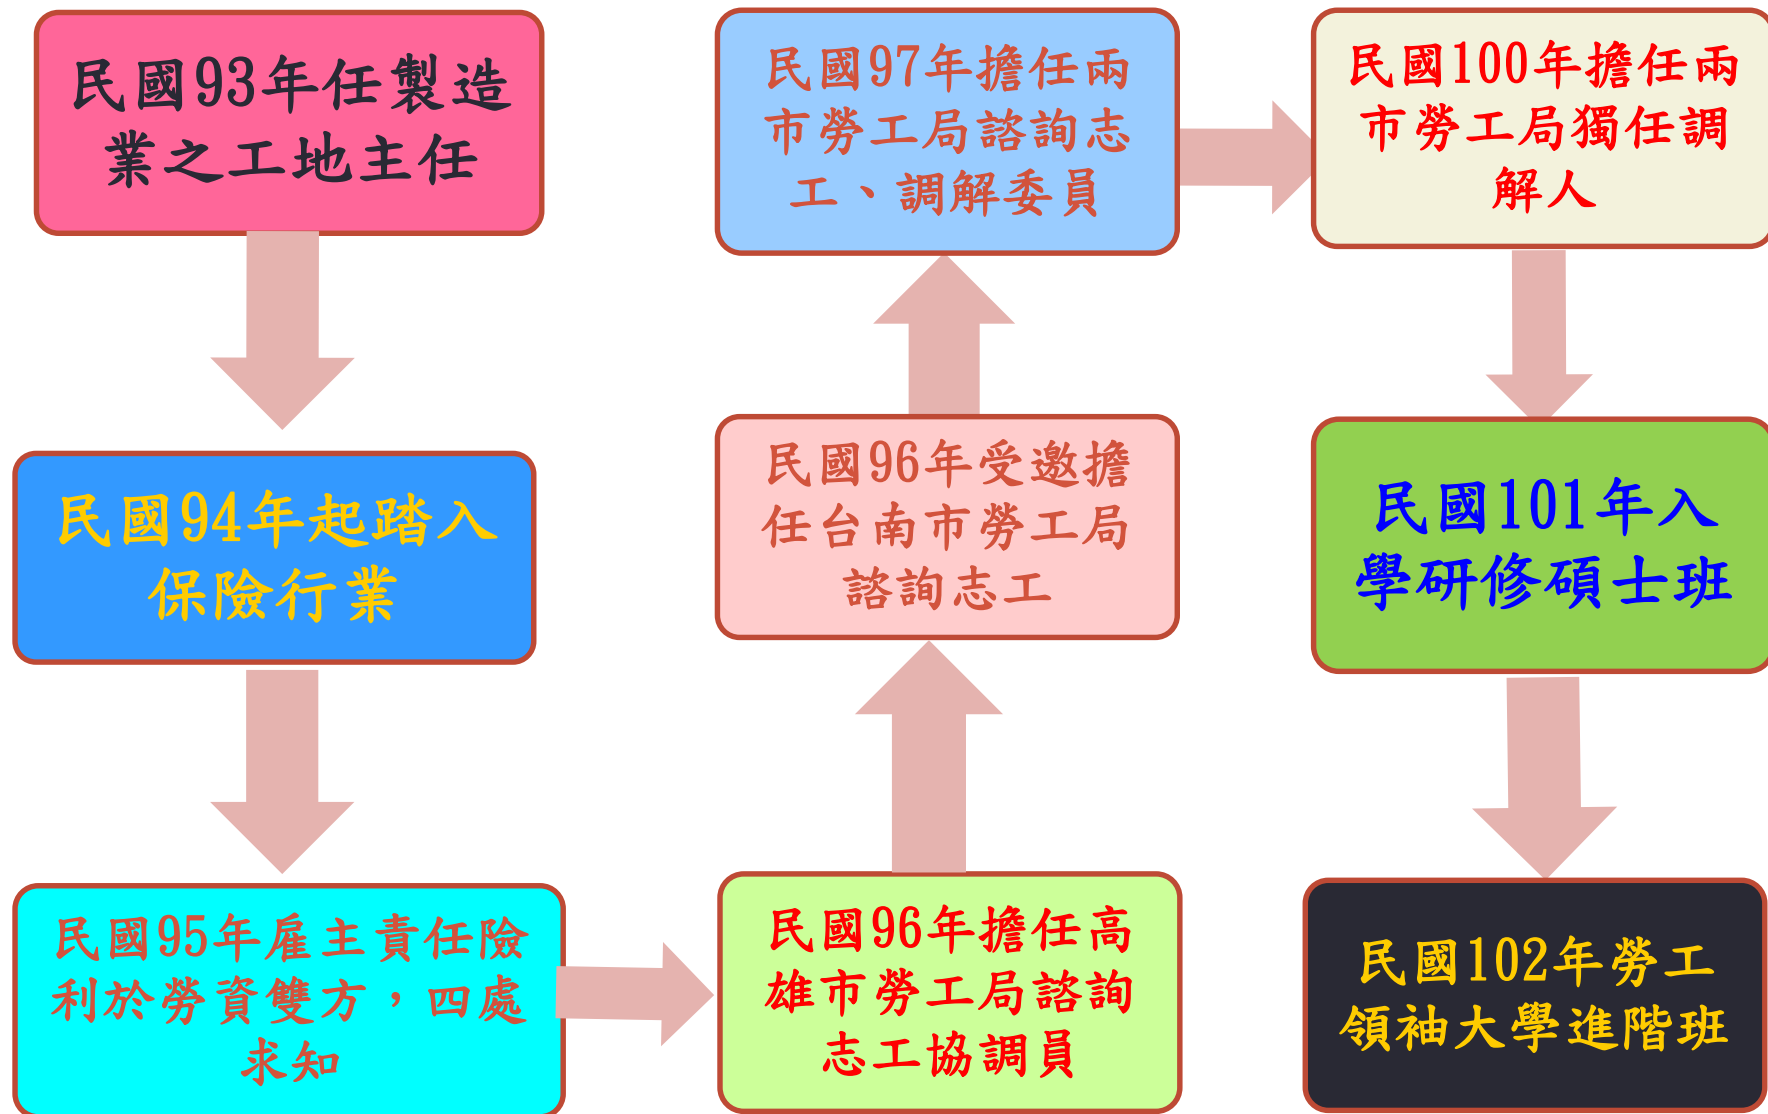 民國93年任製造
業之工地主任
民國94年起踏入
保險行業
民國95年雇主責任險
利於勞資雙方，四處
求知
民國96年擔任高
雄市勞工局諮詢
志工協調員
民國96年受邀擔
任台南市勞工局
諮詢志工
民國97年擔任兩
市勞工局諮詢志
工、調解委員
民國100年擔任兩
市勞工局獨任調
解人
民國101年入
學研修碩士班
民國102年勞工
領袖大學進階班